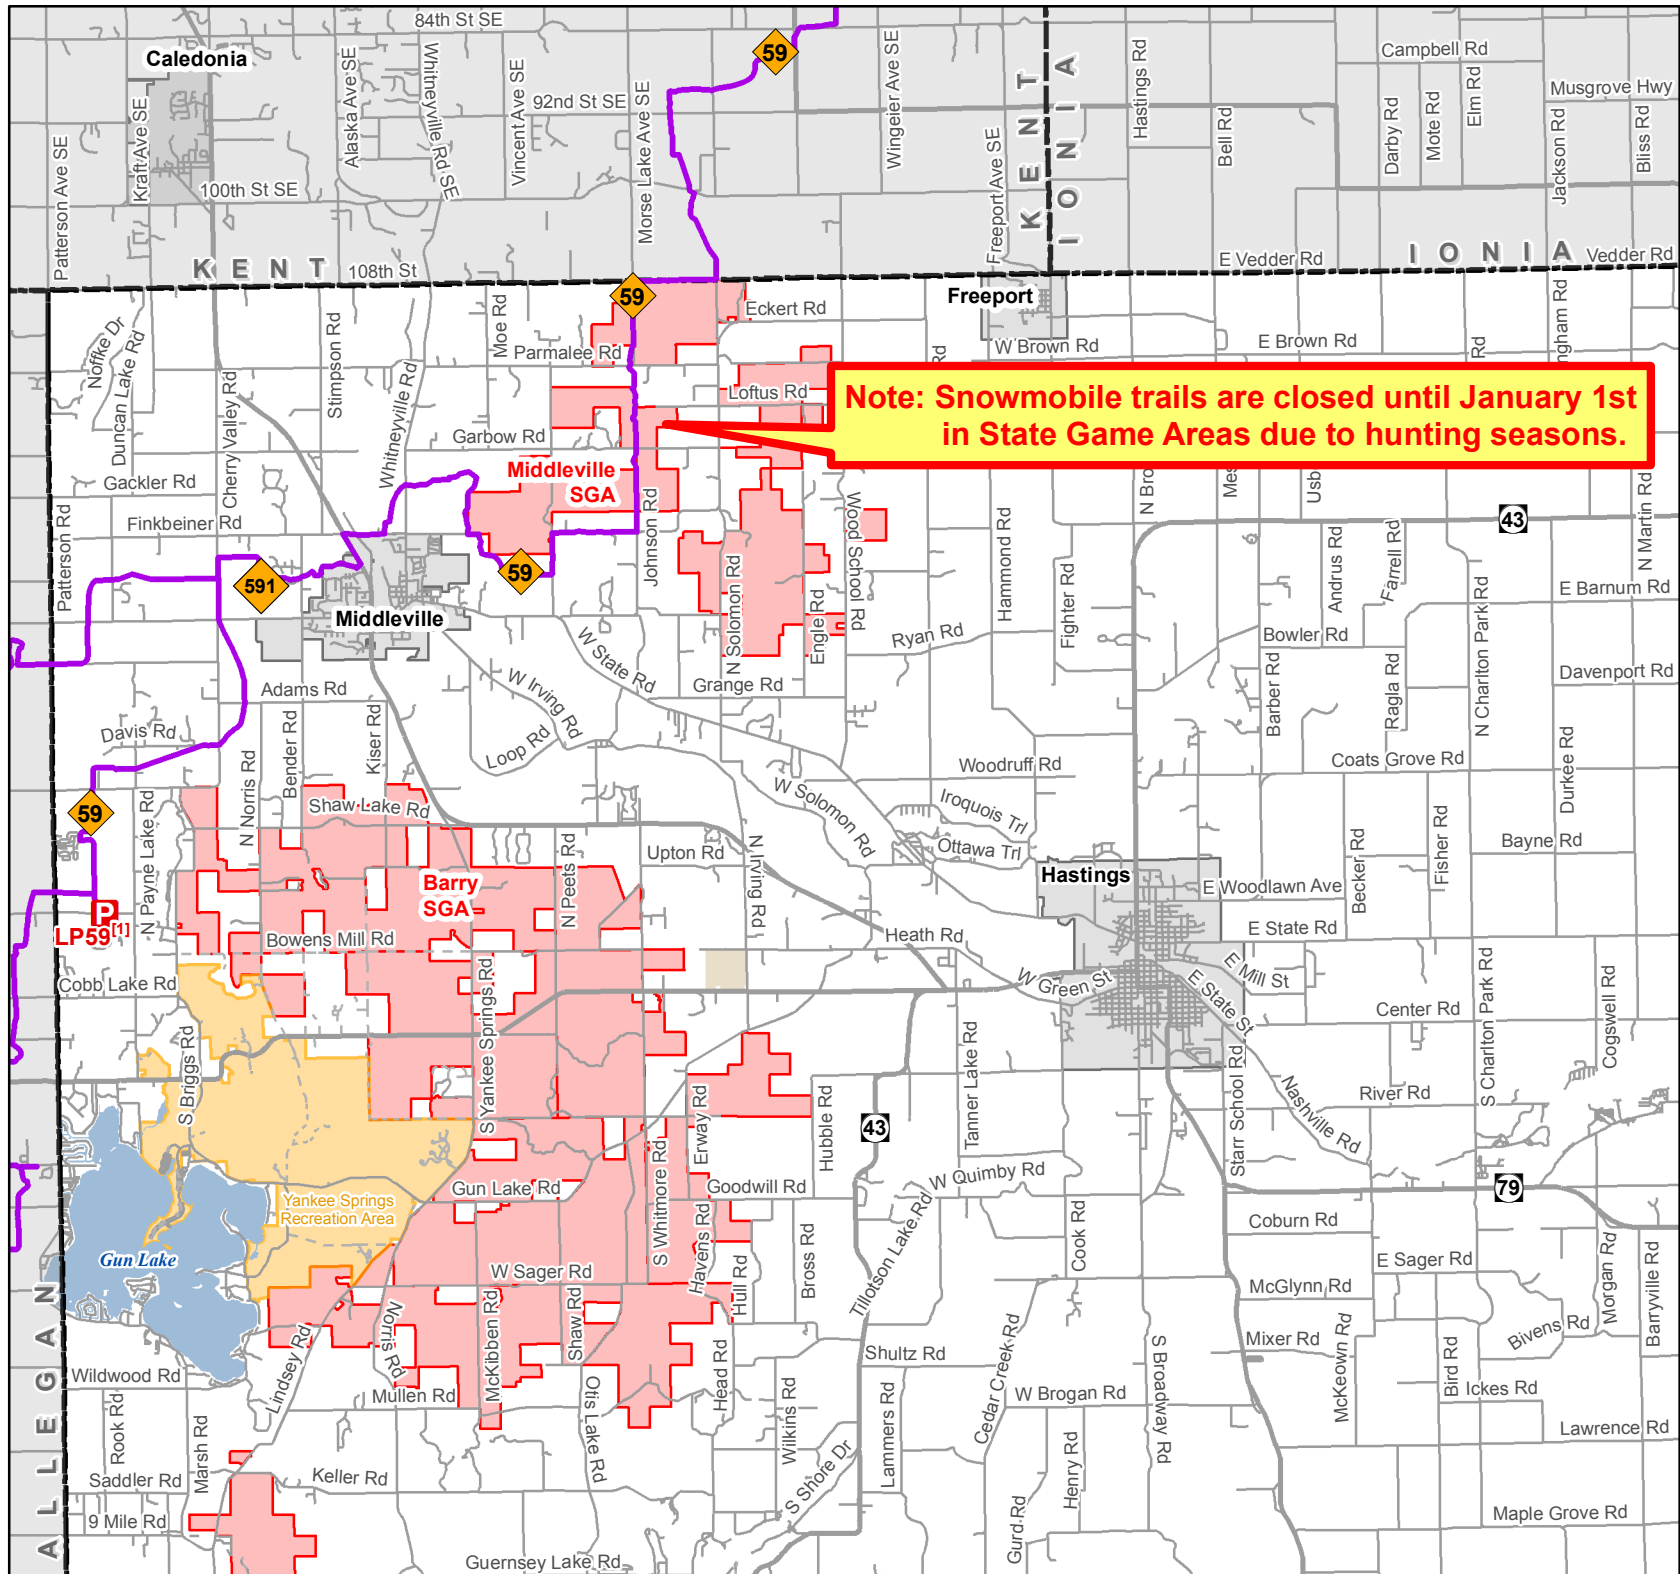 84th St SE
Caledonia
59
Campbell Rd
Musgrove Hwy
Patterson Ave SE
Kraft Ave SE
Alaska Ave SE
Whitneyville Rd SE
Vincent Ave SE
92nd St SE
Morse Lake Ave SE
Wingeier Ave SE
Freeport Ave SE
KENT
IONIA
Hastings Rd
Bell Rd
Darby Rd
Mote Rd
Elm Rd
Jackson Rd
Bliss Rd
100th St SE
KENT
108th St
E Vedder Rd
IONIA
Vedder Rd
59
Freeport
Eckert Rd
Noffke Dr
Duncan Lake Rd
Stimpson Rd
Moe Rd
Parmalee Rd
Rd
W Brown Rd
E Brown Rd
Rd
ngham Rd
Cherry Valley Rd
Whitneyville Rd
Loftus Rd
Note: Snowmobile trails are closed until January 1st
in State Game Areas due to hunting seasons.
Garbow Rd
Middleville
SGA
Gackler Rd
Finkbeiner Rd
Patterson Rd
Johnson Rd
N Solomon Rd
Engle Rd
Wood School Rd
Hammond Rd
Fighter Rd
N Bro
Mes
Usb
43
N Martin Rd
Andrus Rd
Farrell Rd
N Charlton Park Rd
E Barnum Rd
591
59
Middleville
W State Rd
Ryan Rd
Bowler Rd
Barber Rd
Ragla Rd
Davenport Rd
Adams Rd
W Irving Rd
Grange Rd
Davis Rd
Bender Rd
Kiser Rd
Loop Rd
Woodruff Rd
Coats Grove Rd
Durkee Rd
59
N Payne Lake Rd
N Norris Rd
Shaw Lake Rd
W Solomon Rd
Iroquois Trl
Ottawa Trl
N Irving Rd
Upton Rd
N Peets Rd
Becker Rd
Fisher Rd
Bayne Rd
Barry
SGA
Hastings
E Woodlawn Ave
P
LP59[1]
Bowens Mill Rd
Heath Rd
E State Rd
Cobb Lake Rd
W Green St
E Mill St
E State St
S Yankee Springs Rd
Center Rd
S Charlton Park Rd
Cogswell Rd
S Briggs Rd
Tanner Lake Rd
Starr School Rd
Nashville Rd
River Rd
Erway Rd
Hubble Rd
43
S Whitmore Rd
W Quimby Rd
Gun Lake Rd
Goodwill Rd
79
Yankee Springs
Recreation Area
Coburn Rd
Gun Lake
Havens Rd
Hull Rd
Bross Rd
Tillotson Lake Rd
Cook Rd
E Sager Rd
Morgan Rd
Barryville Rd
W Sager Rd
McGlynn Rd
ALLEGAN
Lindsey Rd
Norris Rd
McKibben Rd
Shaw Rd
Mixer Rd
Bivens Rd
Wildwood Rd
Shultz Rd
Cedar Creek Rd
S Broadway Rd
McKeown Rd
Bird Rd
Ickes Rd
Mullen Rd
Otis Lake Rd
Head Rd
Wilkins Rd
W Brogan Rd
Rook Rd
Marsh Rd
Lammers Rd
Lawrence Rd
Saddler Rd
Keller Rd
S Shore Dr
Henry Rd
Gurd Rd
9 Mile Rd
Maple Grove Rd
Guernsey Lake Rd